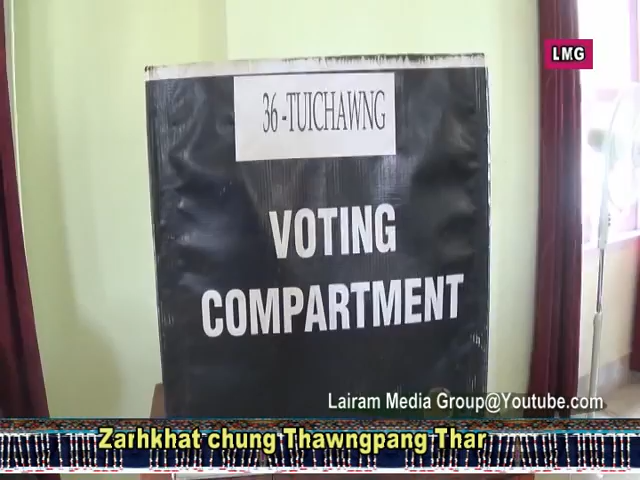 LMG
36-TUICHAWNG
VOTING
COMPARTMENT
Lairam Media Group@Youtube.com
Zarhkhat chung Thawngpang Thar